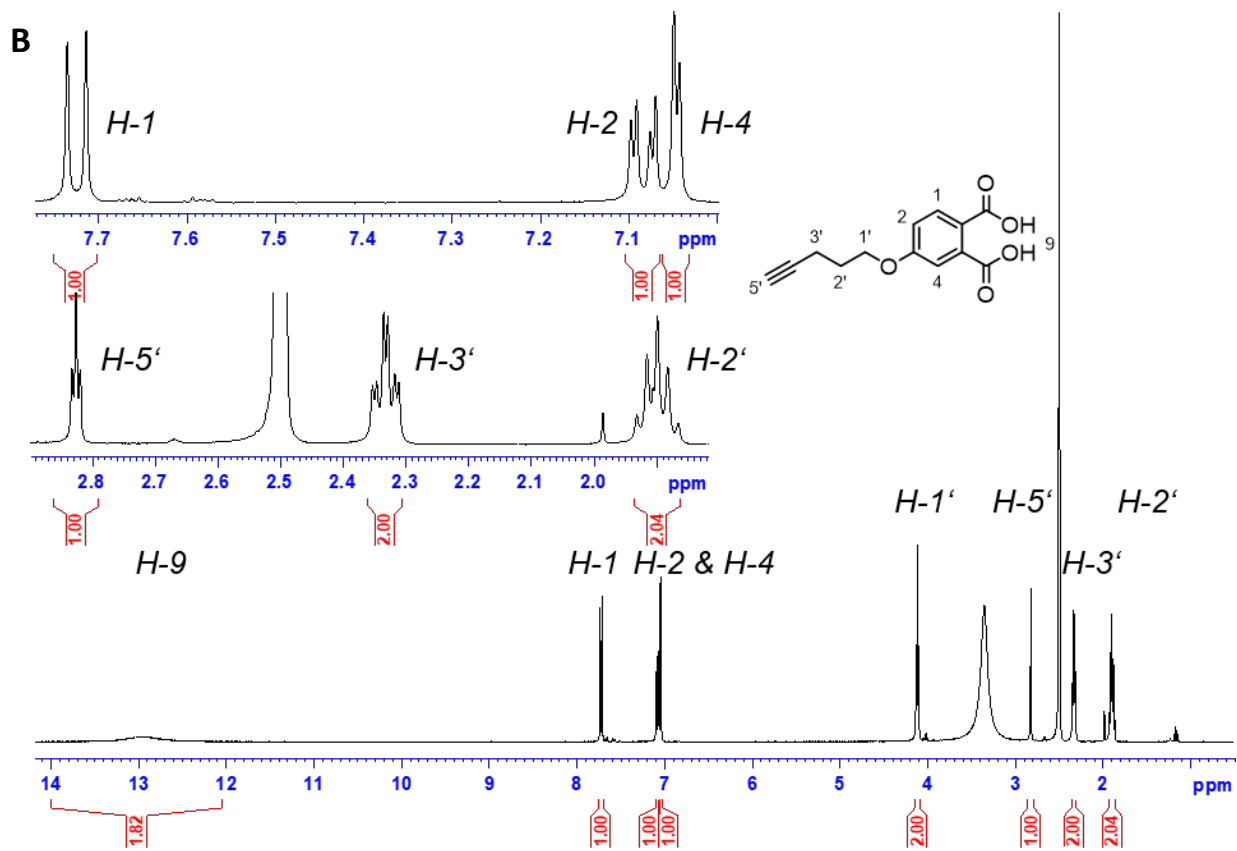 B
H-1
H-2
H-4
7.7 7.6 7.5 7.4 7.3 7.2 7.1 ppm
1.00 1.00 1.00
1 2 3' 1' O 5' 2' 4 O OH 9 OH O
H-5‘
H-3‘
H-2‘
2.8 2.7 2.6 2.5 2.4 2.3 2.2 2.1 2.0 ppm
1.00 2.00 2.04
H-9
H-1
H-2 & H-4
H-1‘
H-5‘
H-3‘
H-2‘
14 13 12 11 10 9 8 7 6 5 4 3 2 ppm
1.82 1.00 1.00 1.00 2.00 1.00 2.00 2.04